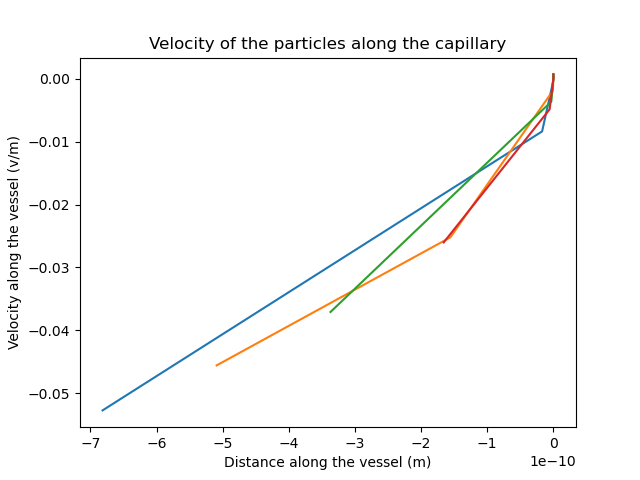 Velocity of the particles along the capillary
Velocity along the vessel (v/m)
0.00
−0.01
−0.02
−0.03
−0.04
−0.05
−7 −6 −5 −4 −3 −2 −1 0
1e−10
Distance along the vessel (m)